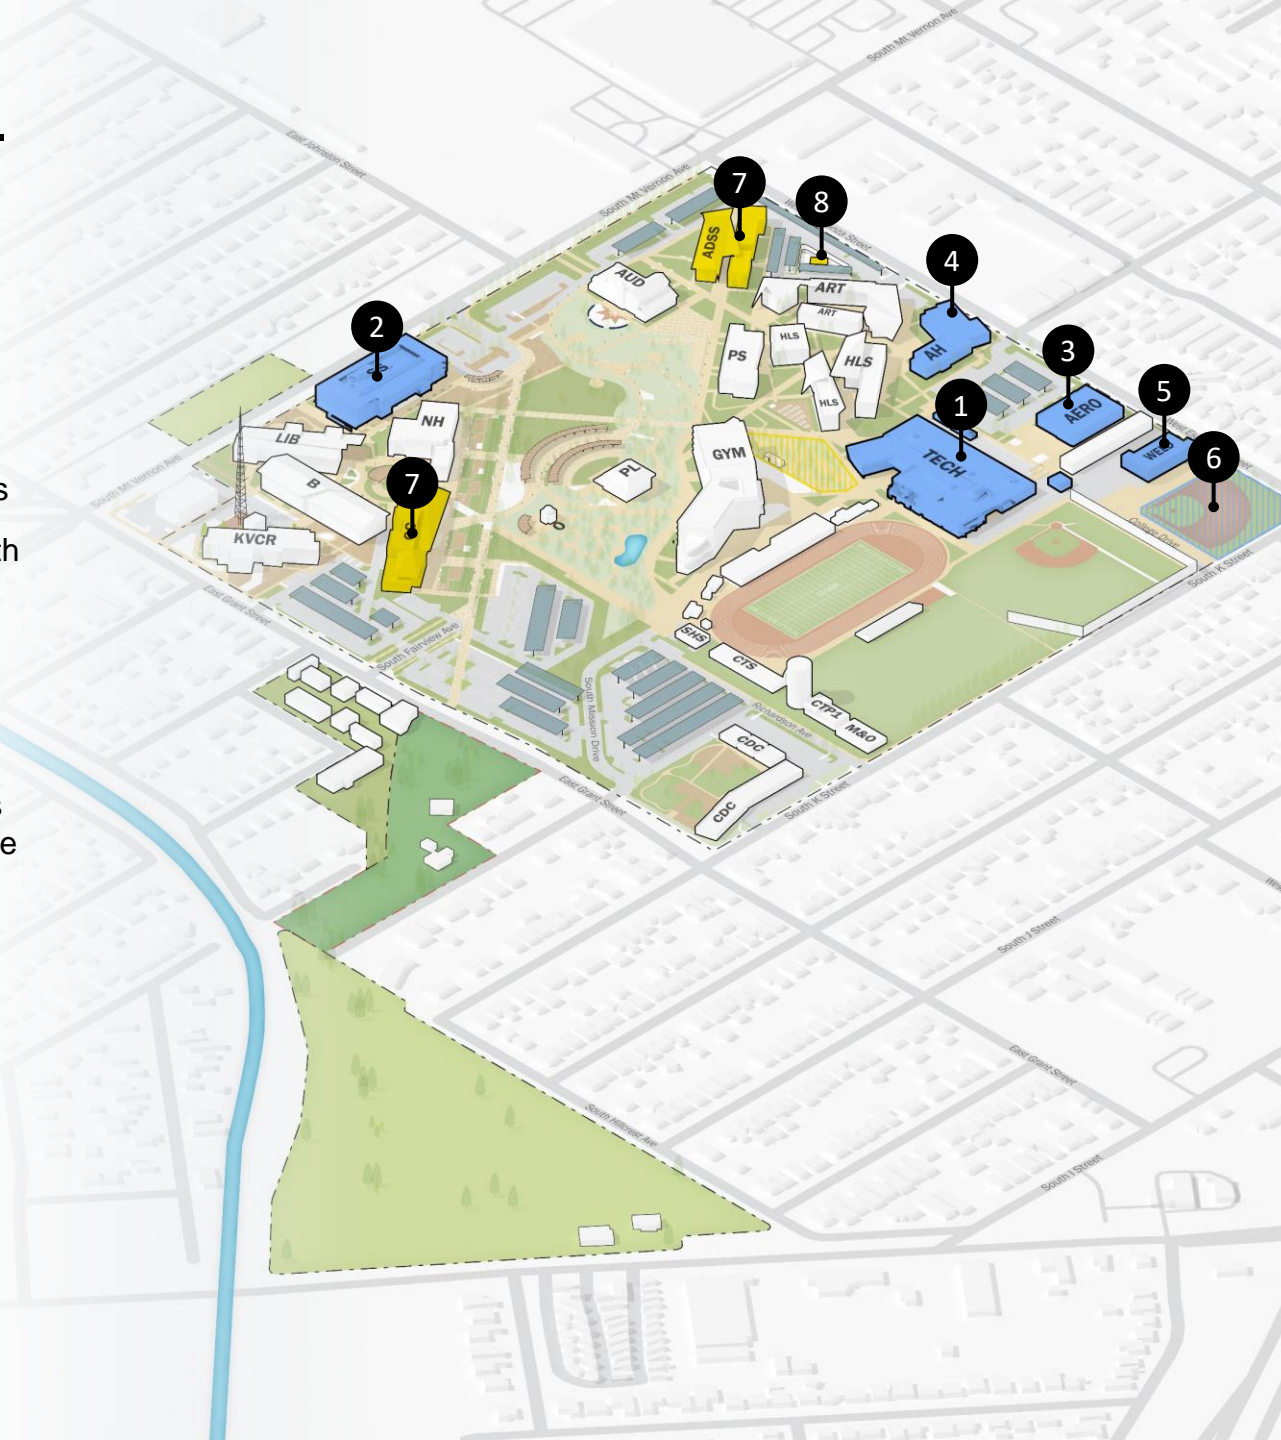 South Mt Vernon Ave
East Johnston Street
South Mt Vernon Ave
7
8
4
3
5
6
1
2
7
ADSS
AUD
ART
ART
HLS
PS
HLS
HLS
AH
AERO
TECH
GYM
PL
NH
LIB
B
KVCR
South Mt Vernon Ave
s
th
College Drive
South K Street
East Grant Street
South Fairview Ave
SHS
CTS
CTP1
M&O
South Mission Drive
Richardson Ave
CDC
CDC
East Grant Street
South K Street
s
e
South J Street
East Grant Street
South Hillcrest Ave
South I Street